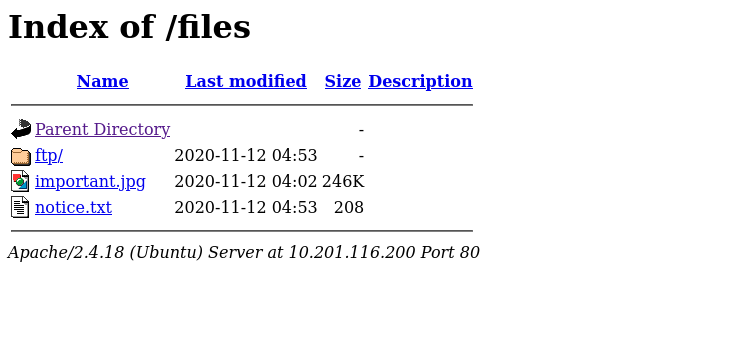 Index of /files
Name Last modified Size Description
Parent Directory -
ftp/ 2020-11-12 04:53 -
important.jpg 2020-11-12 04:02 246K
notice.txt 2020-11-12 04:53 208
Apache/2.4.18 (Ubuntu) Server at 10.201.116.200 Port 80